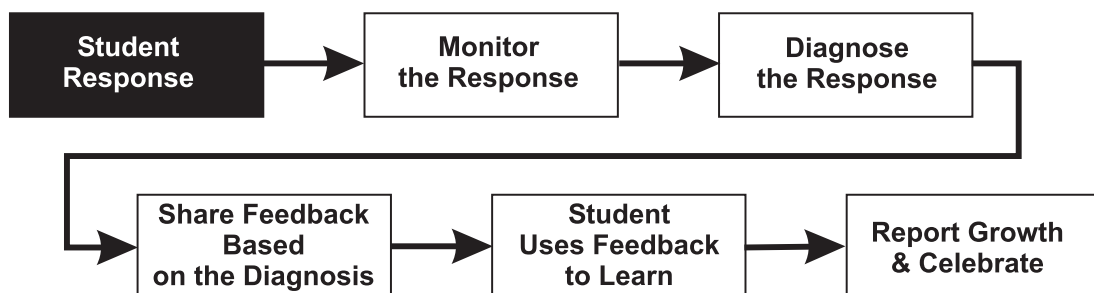 Student
Response
Monitor
the Response
Diagnose
the Response
Share Feedback
Based
on the Diagnosis
Student
Uses Feedback
to Learn
Report Growth
& Celebrate